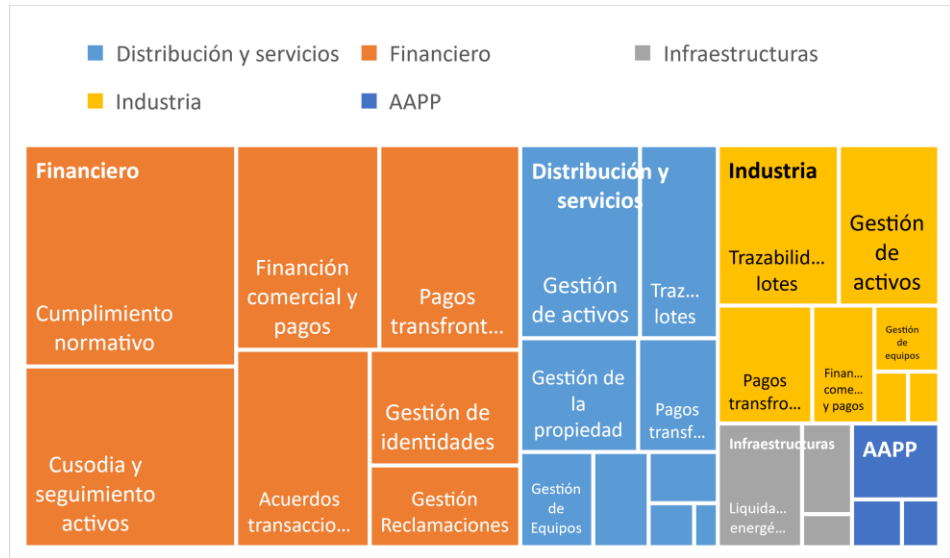 Distribución y servicios
Financiero
Infraestructuras
Industria
AAPP
Financiero
Cumplimiento
normativo
Cusodia y
seguimiento
activos
Financión
comercial y
pagos
Pagos
transfront...
Acuerdos
transaccio...
Gestión de
identidades
Gestión
Reclamaciones
Distribución y
servicios
Gestión
de activos
Traz...
lotes
Gestión de
la
propiedad
Pagos
transf...
Gestión
de
Equipos
Industria
Trazabilid...
lotes
Gestión
de
activos
Pagos
transfro...
Finan...
come...
y pagos
Gestión
de
equipos
Infraestructuras
Liquida...
energé...
AAPP